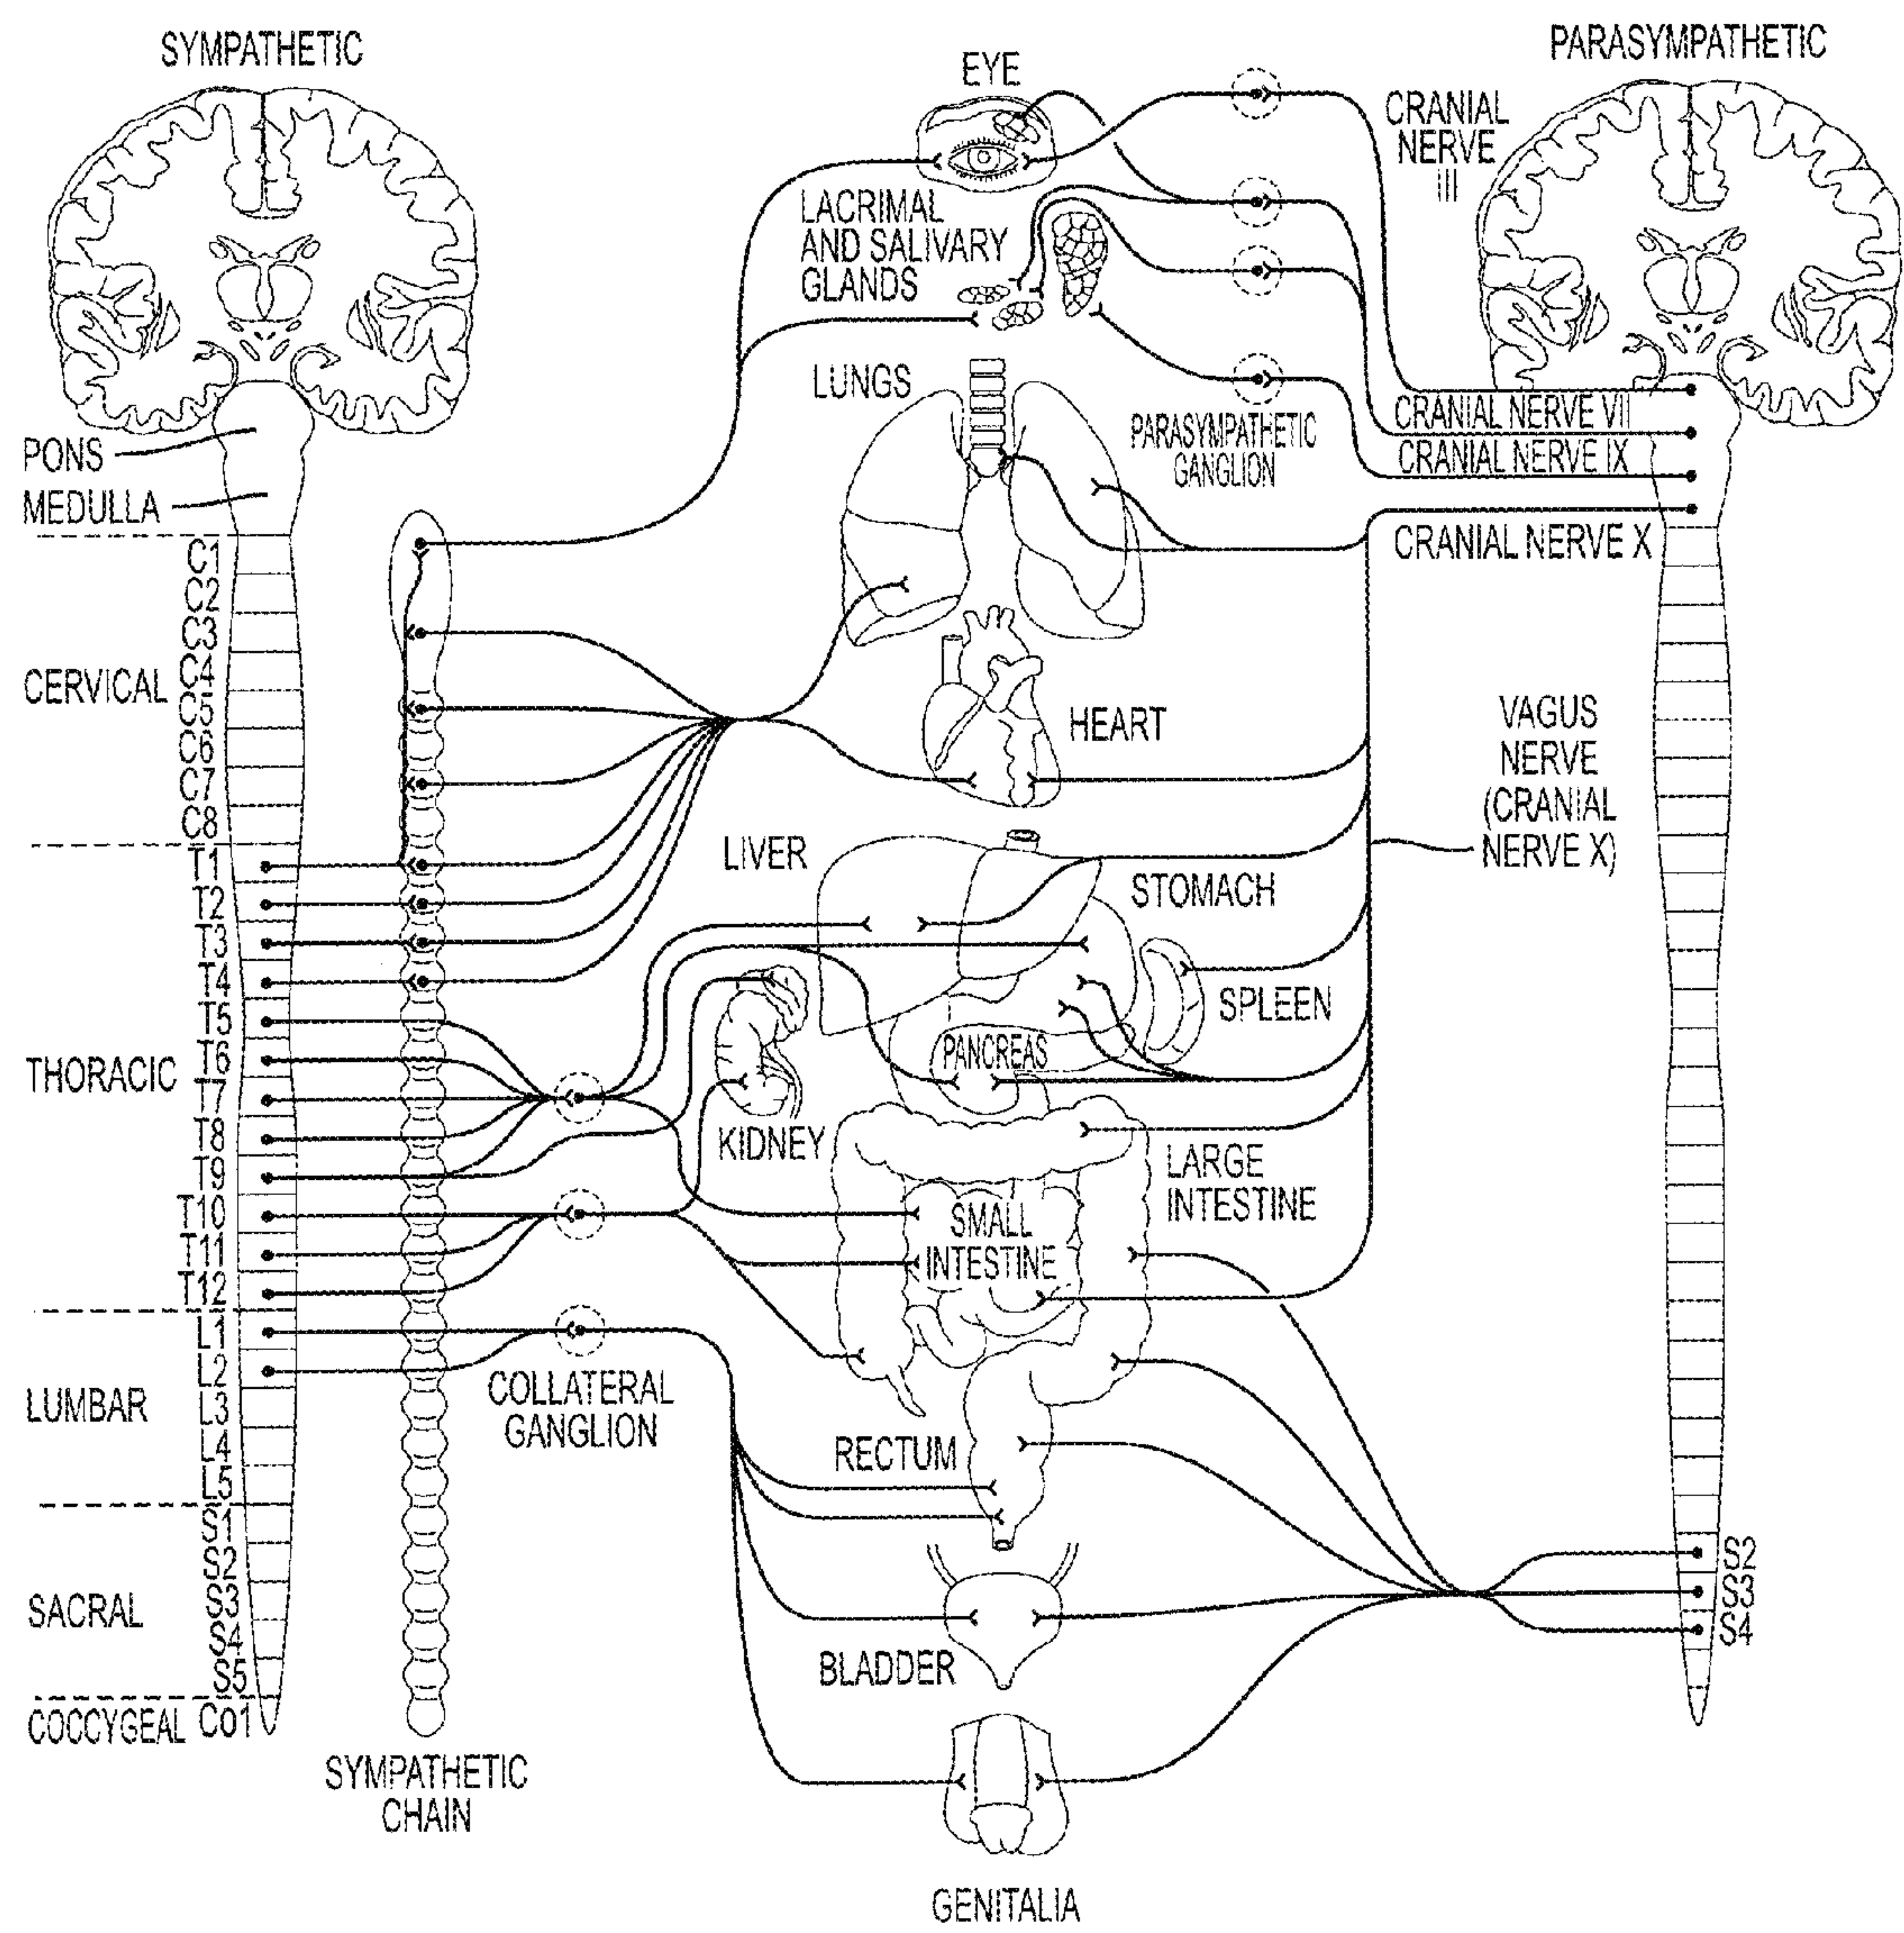 SYMPATHETIC
PARASYMPATHETIC
EYE
CRANIAL
NERVE
III
LACRIMAL
AND SALIVARY
GLANDS
LUNGS
PARASYMPATHETIC
GANGLION
CRANIAL NERVE VII
CRANIAL NERVE IX
CRANIAL NERVE X
PONS
MEDULLA
CERVICAL
C1
C2
C3
C4
C5
C6
C7
C8
HEART
VAGUS
NERVE
(CRANIAL
NERVE X)
THORACIC
T1
T2
T3
T4
T5
T6
T7
T8
T9
T10
T11
T12
LIVER
STOMACH
SPLEEN
PANCREAS
KIDNEY
LARGE
INTESTINE
SMALL
INTESTINE
LUMBAR
L1
L2
L3
L4
L5
COLLATERAL
GANGLION
RECTUM
SACRAL
S1
S2
S3
S4
S5
S2
S3
S4
BLADDER
COCCYGEAL Co1
SYMPATHETIC
CHAIN
GENITALIA